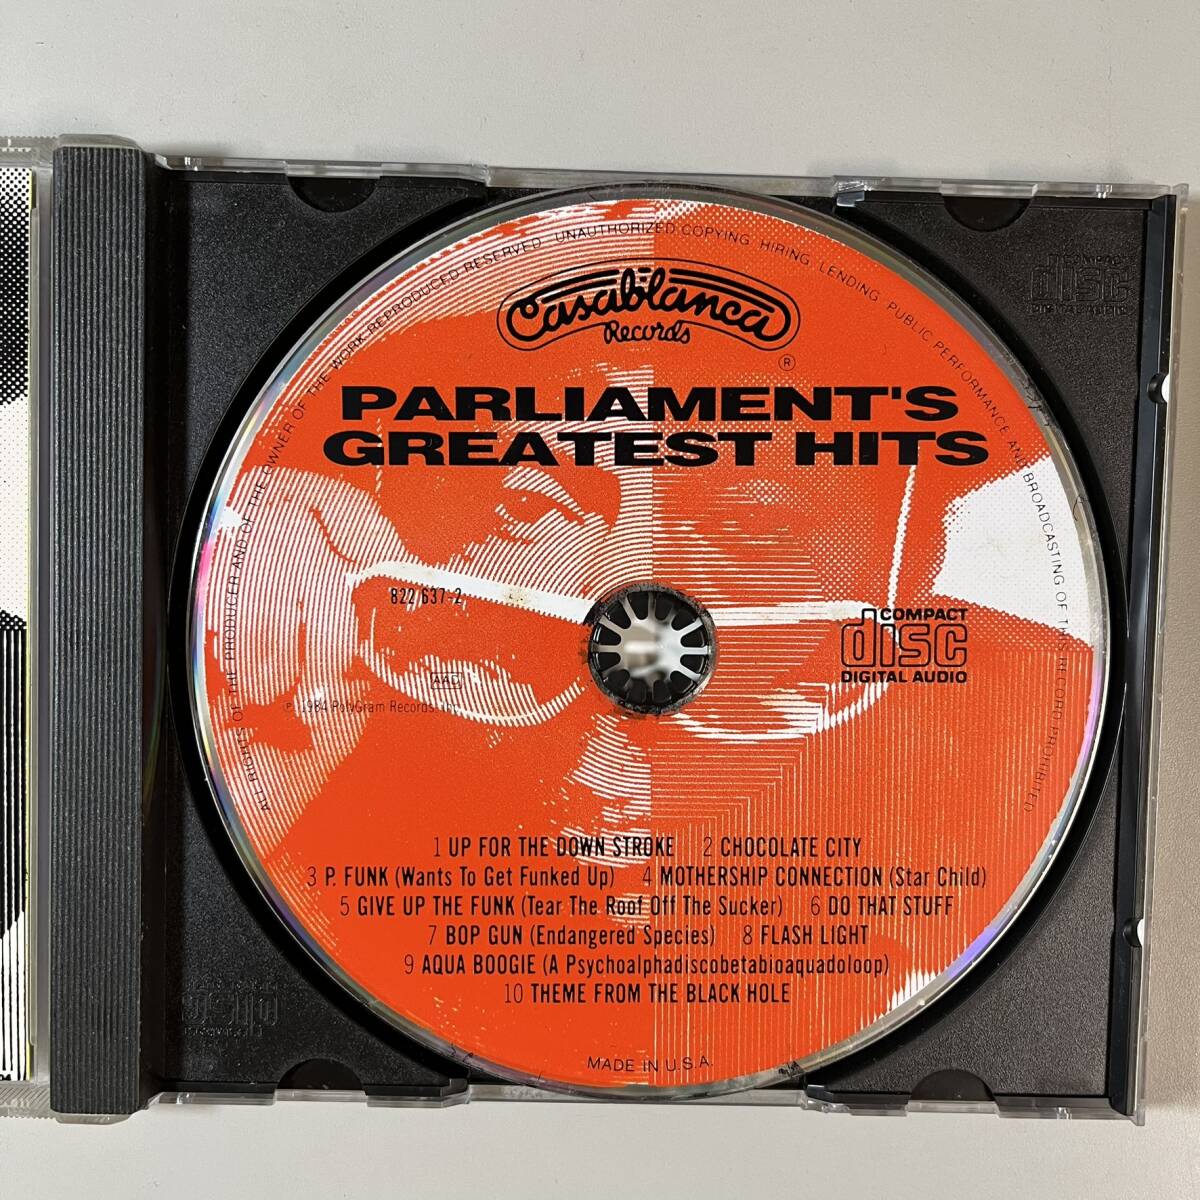 ALL RIGHTS OF THE PRODUCER AND OF THE OWNER OF THE WORK REPRODUCED RESERVED. UNAUTHORIZED COPYING, HIRING, LENDING, PUBLIC PERFORMANCE AND BROADCASTING OF THIS RECORD PROHIBITED
Casablanca
Records
®
PARLIAMENT'S
GREATEST HITS
822 637-2
AAD
℗ 1984 PolyGram Records, Inc.
COMPACT
disc
DIGITAL AUDIO
1 UP FOR THE DOWN STROKE 2 CHOCOLATE CITY
3 P. FUNK (Wants To Get Funked Up) 4 MOTHERSHIP CONNECTION (Star Child)
5 GIVE UP THE FUNK (Tear The Roof Off The Sucker) 6 DO THAT STUFF
7 BOP GUN (Endangered Species) 8 FLASH LIGHT
9 AQUA BOOGIE (A Psychoalphadiscobetabioaquadoloop)
10 THEME FROM THE BLACK HOLE
MADE IN U.S.A.
COMPACT
disc
DIGITAL AUDIO